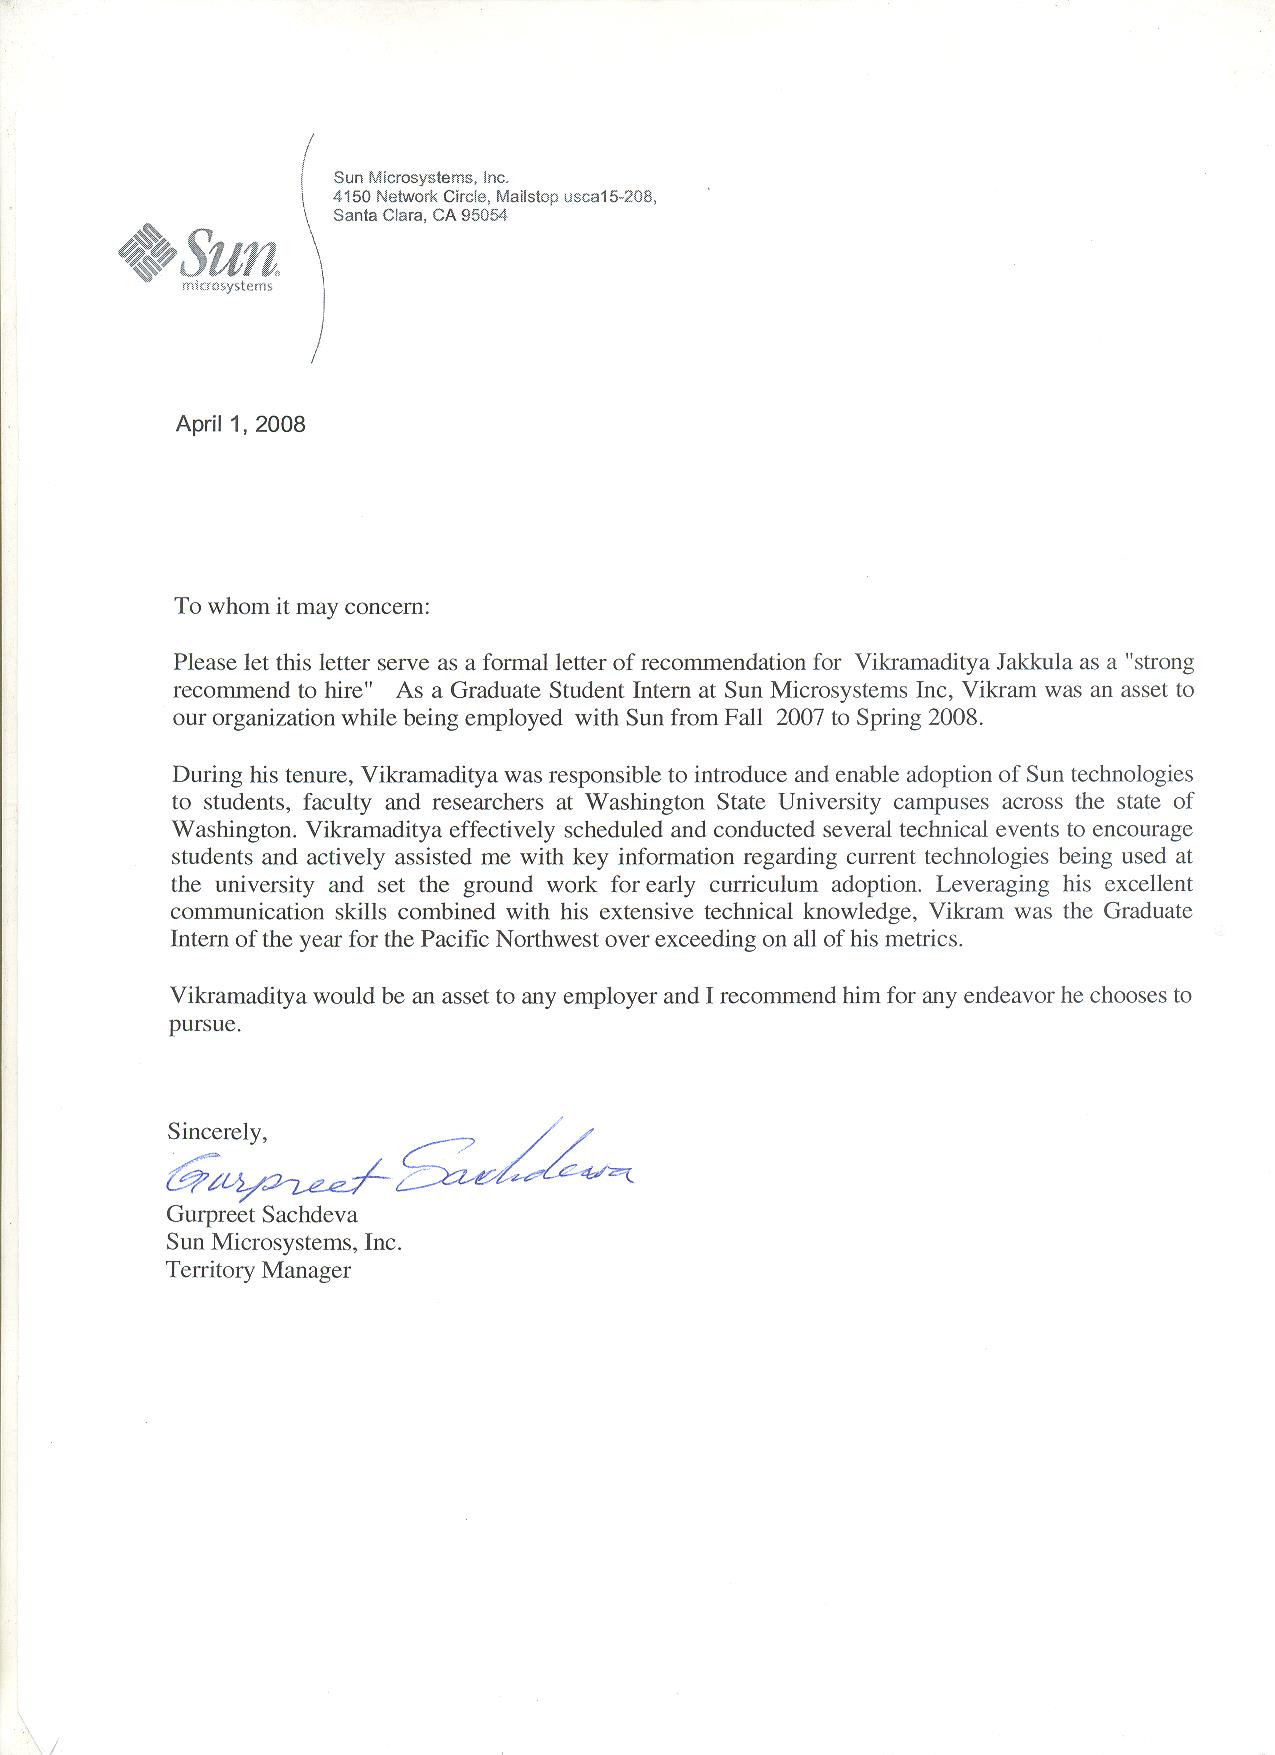 Sun Microsystems, Inc.
4150 Network Circle, Mailstop usca15-208,
Santa Clara, CA 95054
Sun
microsystems
April 1, 2008
To whom it may concern:
Please let this letter serve as a formal letter of recommendation for Vikramaditya Jakkula as a "strong
recommend to hire" As a Graduate Student Intern at Sun Microsystems Inc, Vikram was an asset to
our organization while being employed with Sun from Fall 2007 to Spring 2008.
During his tenure, Vikramaditya was responsible to introduce and enable adoption of Sun technologies
to students, faculty and researchers at Washington State University campuses across the state of
Washington. Vikramaditya effectively scheduled and conducted several technical events to encourage
students and actively assisted me with key information regarding current technologies being used at
the university and set the ground work for early curriculum adoption. Leveraging his excellent
communication skills combined with his extensive technical knowledge, Vikram was the Graduate
Intern of the year for the Pacific Northwest over exceeding on all of his metrics.
Vikramaditya would be an asset to any employer and I recommend him for any endeavor he chooses to
pursue.
Sincerely,
Gurpreet Sachdeva
Gurpreet Sachdeva
Sun Microsystems, Inc.
Territory Manager